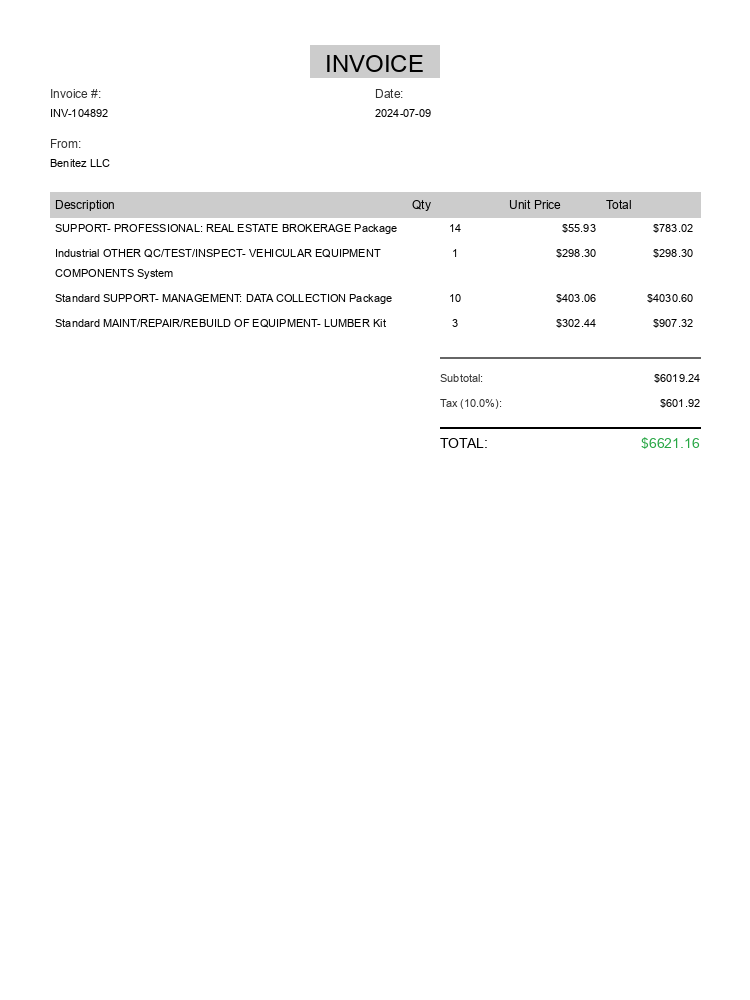 INVOICE
Invoice #: Date:
INV-104892 2024-07-09
From:
Benitez LLC
Description Qty Unit Price Total
SUPPORT- PROFESSIONAL: REAL ESTATE BROKERAGE Package 14 $55.93 $783.02
Industrial OTHER QC/TEST/INSPECT- VEHICULAR EQUIPMENT 1 $298.30 $298.30
COMPONENTS System
Standard SUPPORT- MANAGEMENT: DATA COLLECTION Package 10 $403.06 $4030.60
Standard MAINT/REPAIR/REBUILD OF EQUIPMENT- LUMBER Kit 3 $302.44 $907.32
Subtotal: $6019.24
Tax (10.0%): $601.92
TOTAL: $6621.16